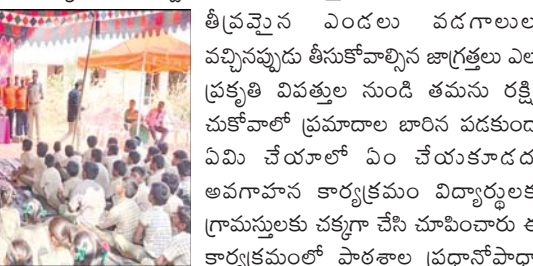 తీవ్రమైన ఎండలు వడగాలుల
వచ్చినప్పుడు తీసుకోవాల్సిన జాగ్రత్తలు ఎల
ప్రకృతి విపత్తుల నుండి తమను రక్షి
చుకోవాలో ప్రమాదాల బారిన పడకుండ
ఏమి చేయాలో ఏం చేయకూడద
అవగాహన కార్యక్రమం విద్యార్థులక
గ్రామస్తులకు చక్కగా చేసి చూపించారు ఈ
కార్యక్రమంలో పాఠశాల ప్రధానోపాధ్యా